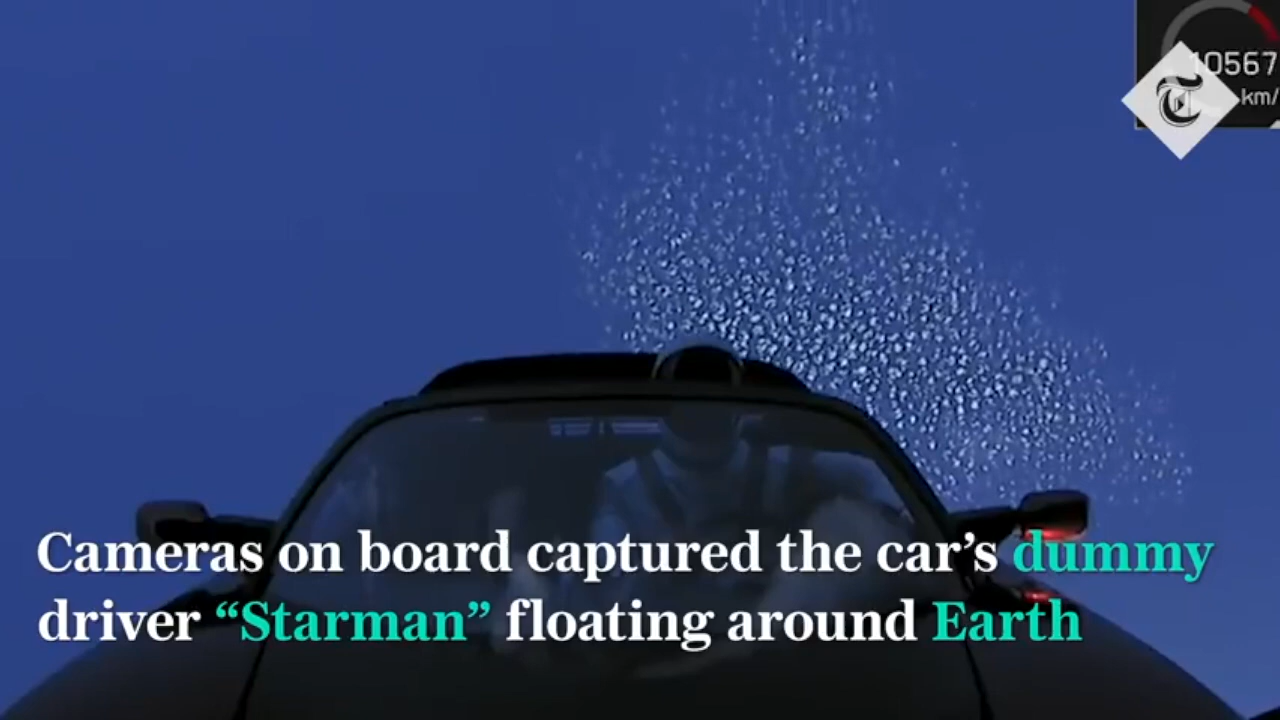 10567
km/
Cameras on board captured the car’s dummy
driver “Starman” floating around Earth